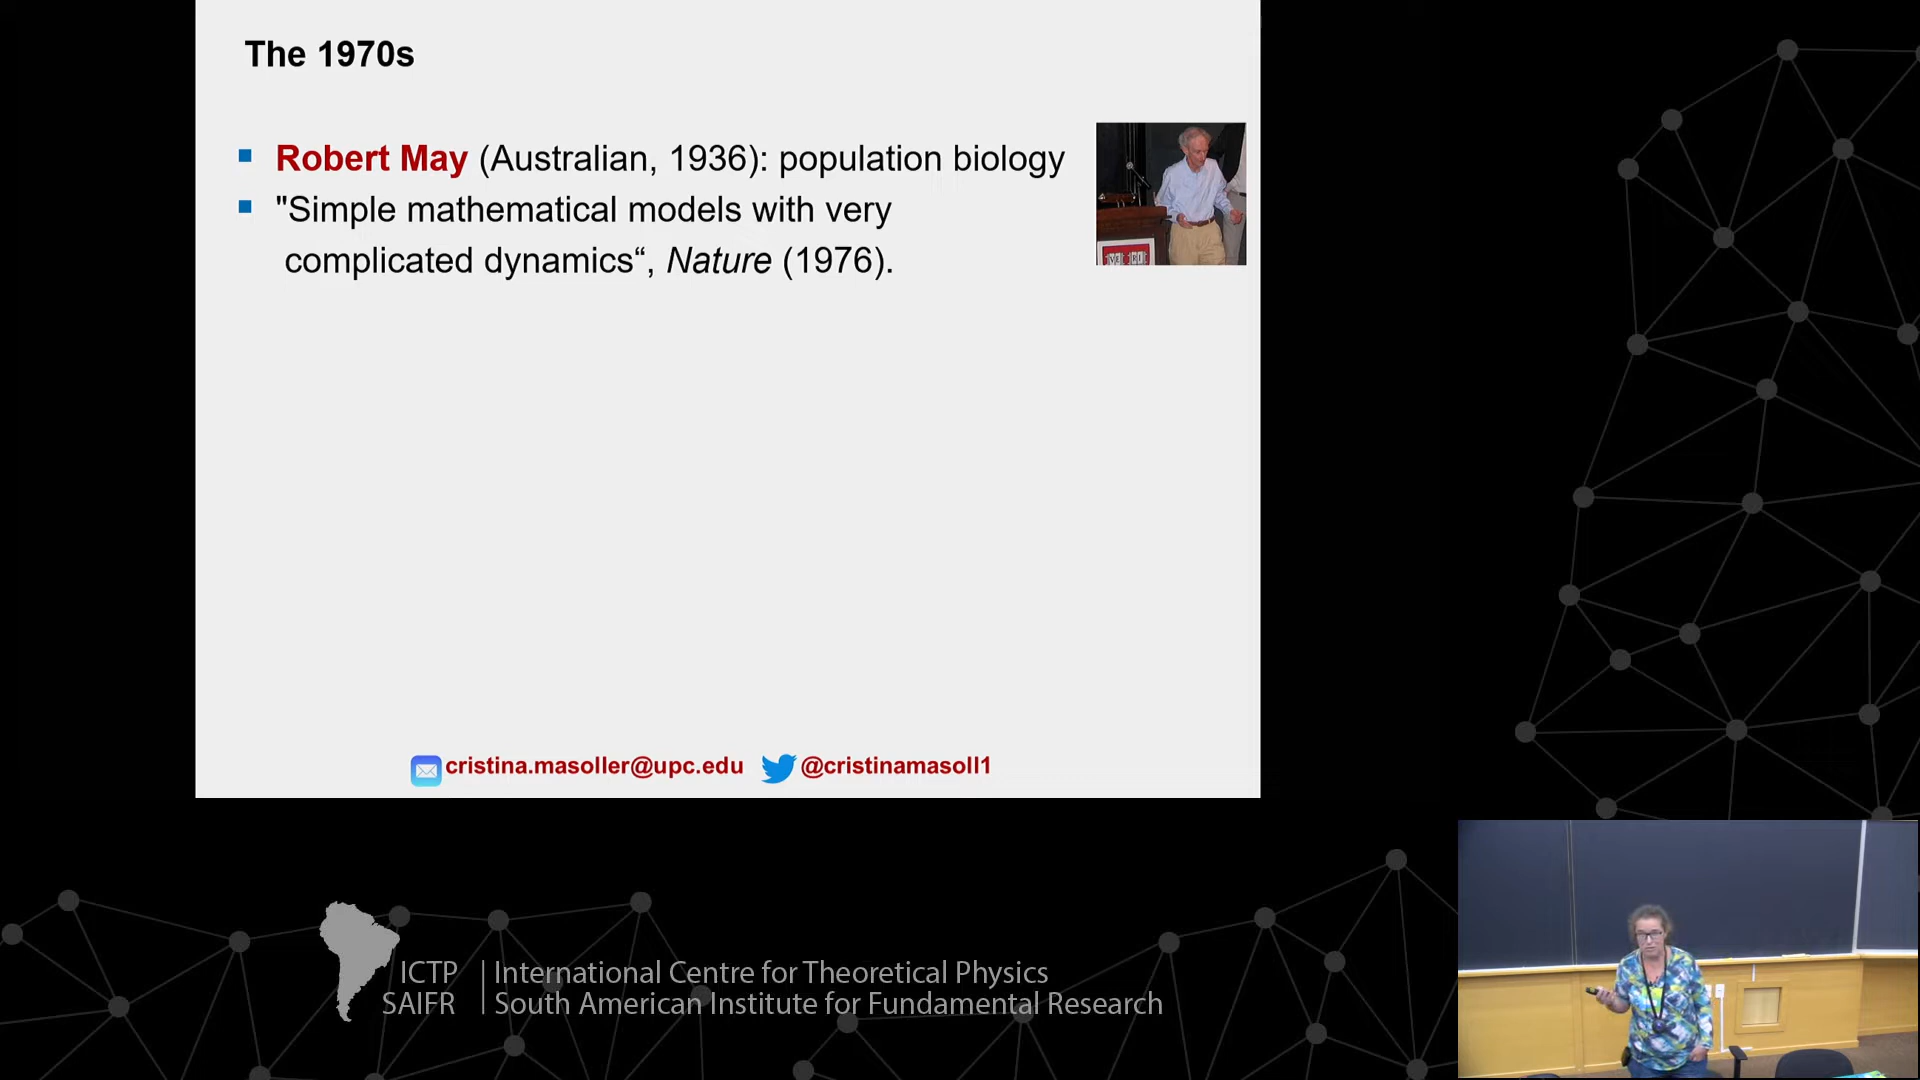 The 1970s
Robert May (Australian, 1936): population biology
"Simple mathematical models with very
complicated dynamics“, Nature (1976).
cristina.masoller@upc.edu @cristinamasoll1
ICTP International Centre for Theoretical Physics
SAIFR South American Institute for Fundamental Research